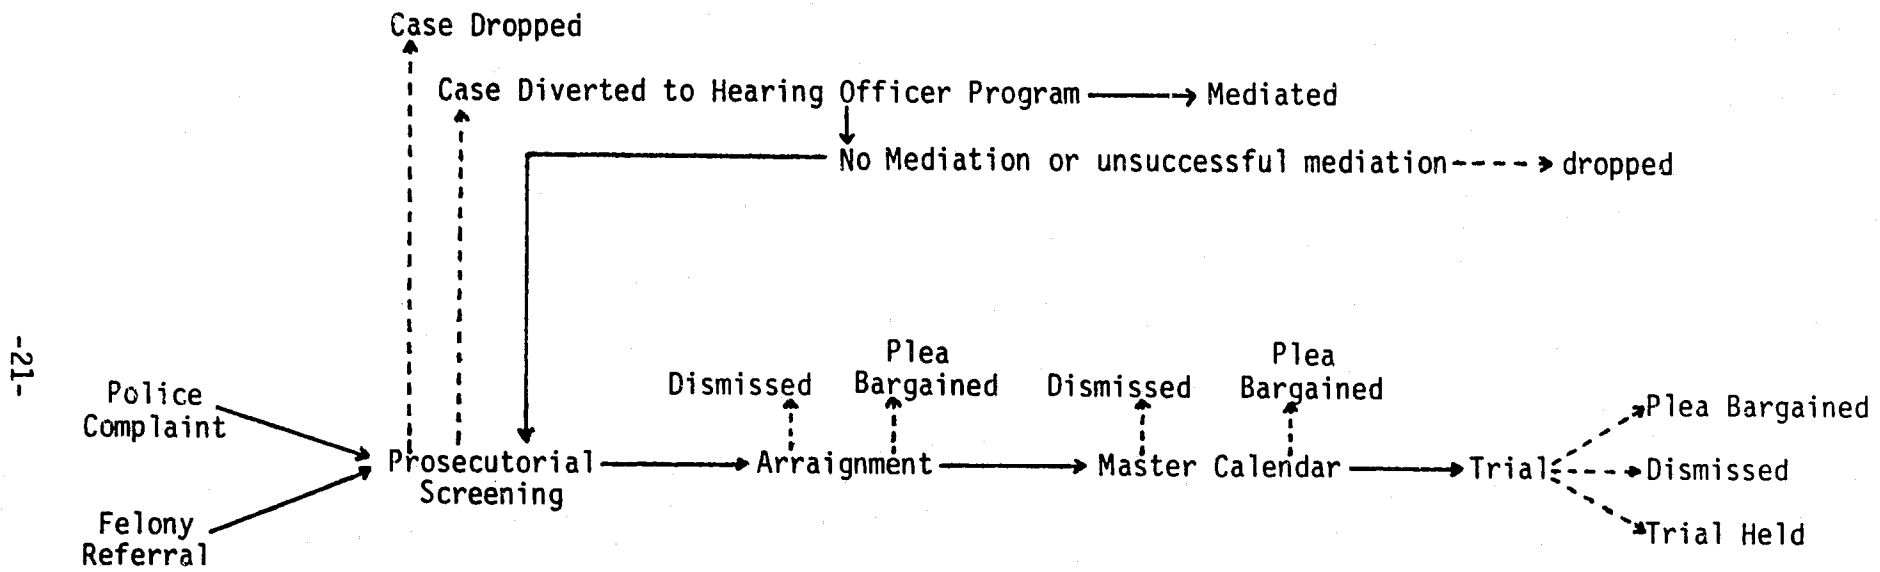 Case Dropped
Case Diverted to Hearing Officer Program
Mediated
No Mediation or unsuccessful mediation
dropped
-21-
Police
Complaint
Felony
Referral
Prosecutorial
Screening
Dismissed
Plea
Bargained
Arraignment
Dismissed
Plea
Bargained
Master Calendar
Trial
Plea Bargained
Dismissed
Trial Held